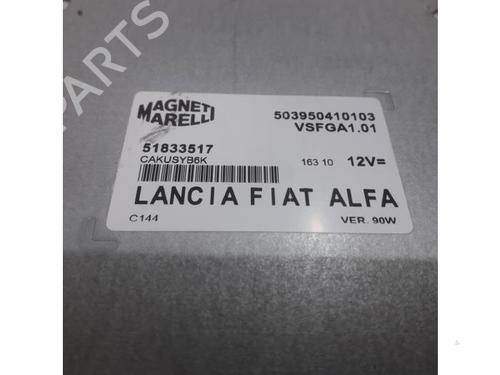 PARTS
MAGNETI MARELLI
503950410103
VSFGA1.01
51833517
CAKUSYB6K
163 10 12V=
LANCIA FIAT ALFA
C144
VER. 90W